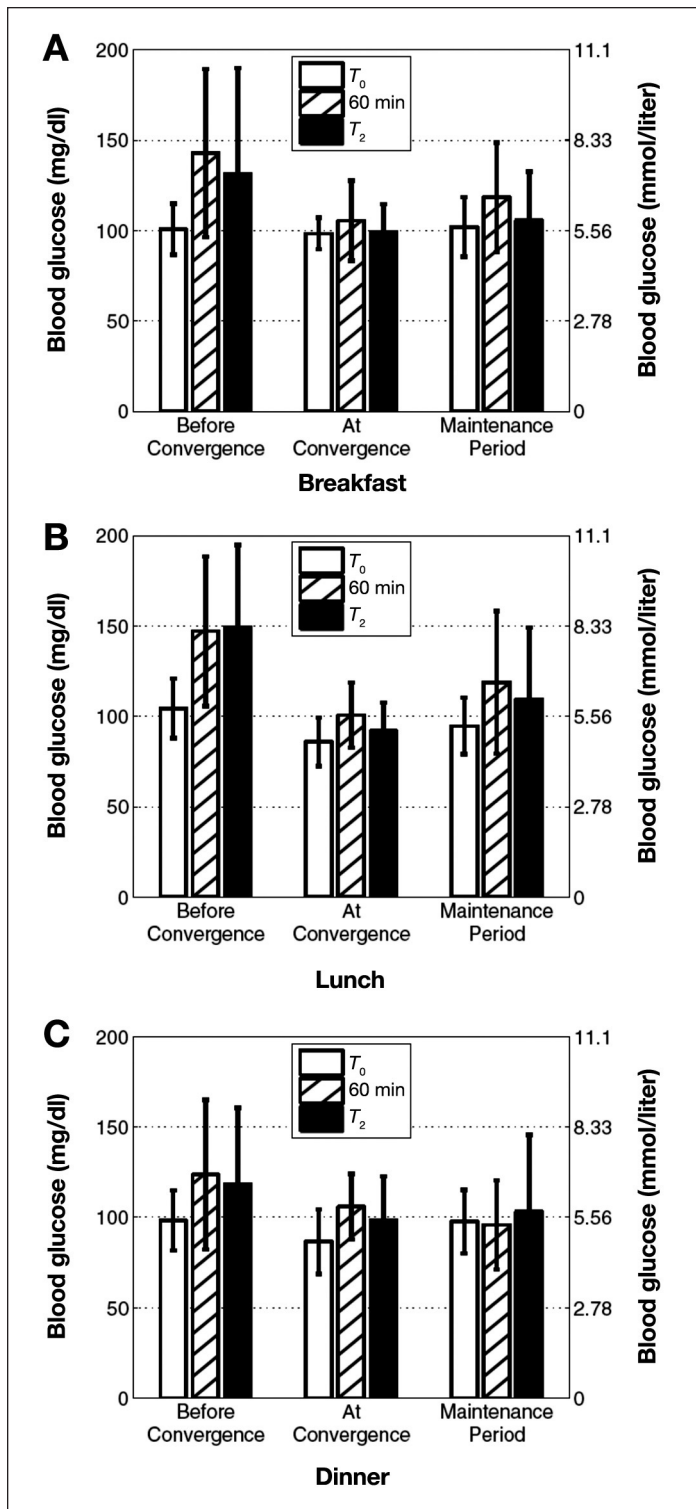 A
200
150
100
50
0
11.1
8.33
5.56
2.78
0
Blood glucose (mg/dl)
Blood glucose (mmol/liter)
T0
60 min
T2
Before
Convergence
At
Convergence
Maintenance
Period
Breakfast
B
200
150
100
50
0
11.1
8.33
5.56
2.78
0
Blood glucose (mg/dl)
Blood glucose (mmol/liter)
T0
60 min
T2
Before
Convergence
At
Convergence
Maintenance
Period
Lunch
C
200
150
100
50
0
11.1
8.33
5.56
2.78
0
Blood glucose (mg/dl)
Blood glucose (mmol/liter)
T0
60 min
T2
Before
Convergence
At
Convergence
Maintenance
Period
Dinner